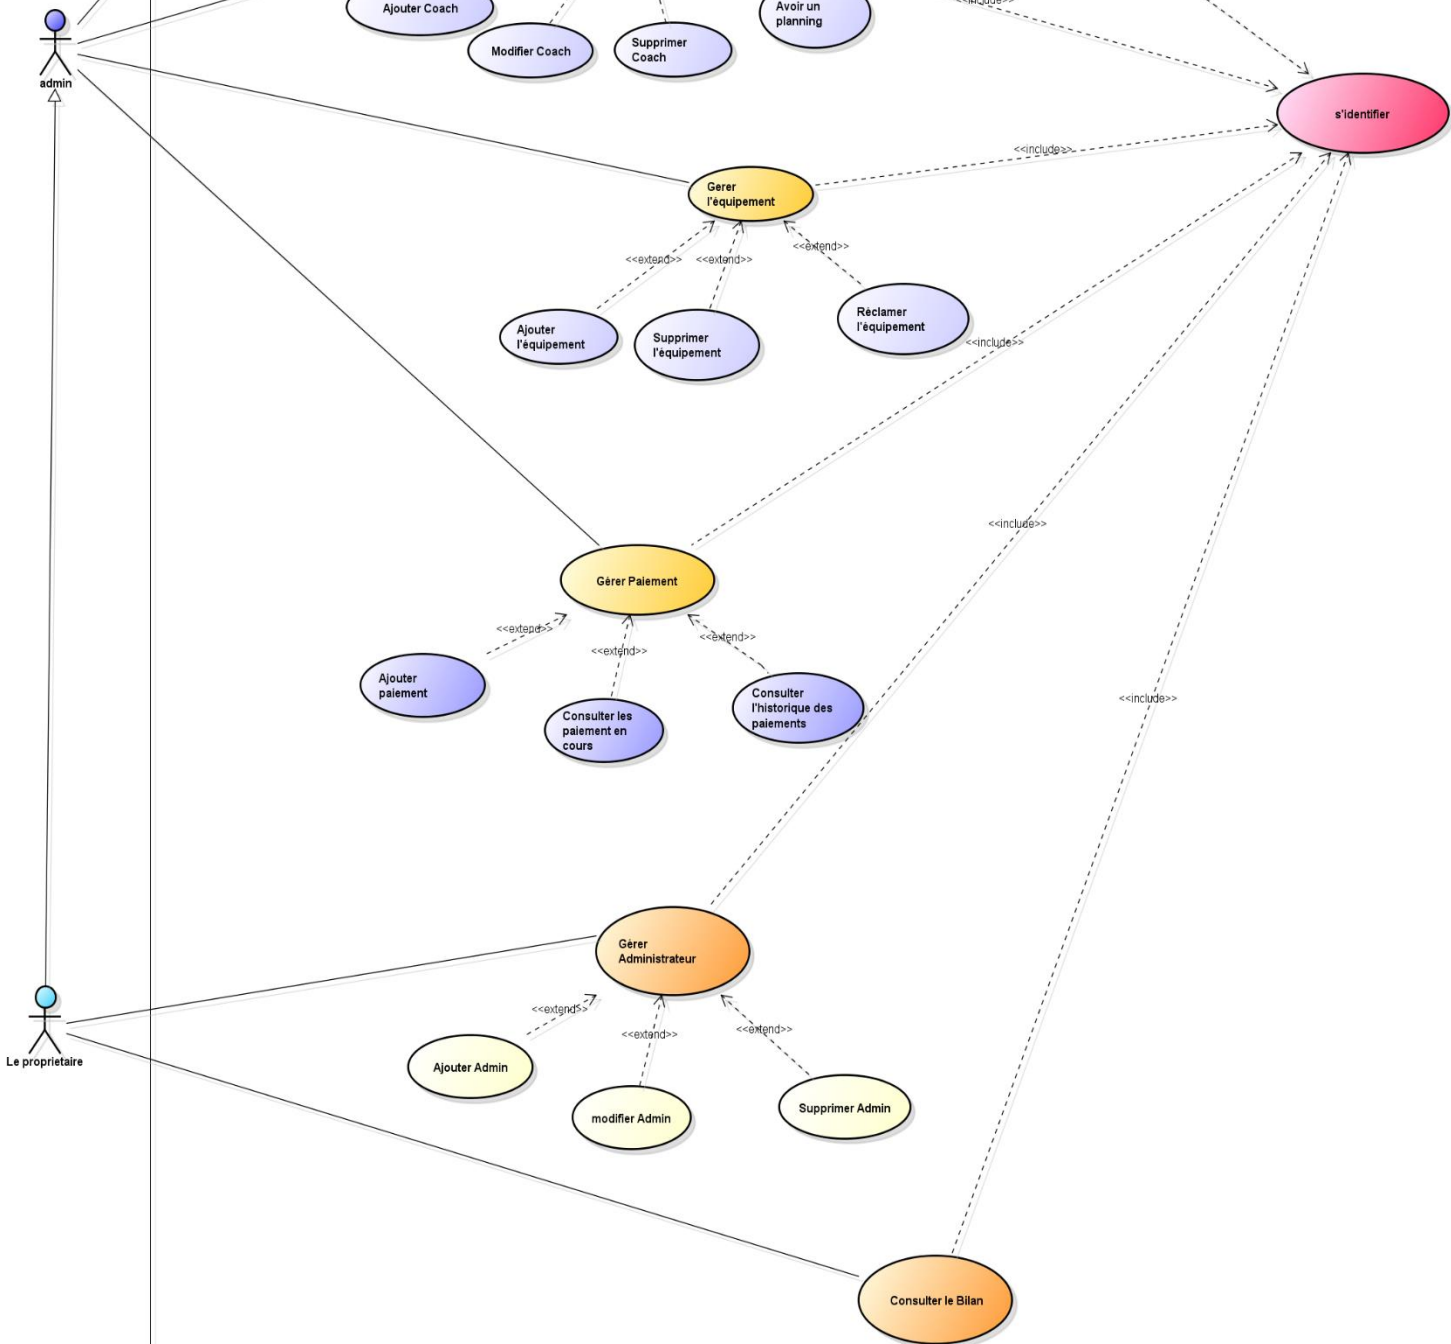 <<include>>
Ajouter Coach
Avoir un
planning
Modifier Coach
Supprimer
Coach
admin
s'identifier
<<include>>
Gerer
l'équipement
<<extend>>
<<extend>>
<<extend>>
Ajouter
l'équipement
Supprimer
l'équipement
Réclamer
l'équipement
<<include>>
<<include>>
Gérer Paiement
<<extend>>
<<extend>>
<<extend>>
Ajouter
paiement
Consulter les
paiement en
cours
Consulter
l'historique des
paiements
<<include>>
Gérer
Administrateur
Le proprietaire
<<extend>>
<<extend>>
<<extend>>
Ajouter Admin
modifier Admin
Supprimer Admin
Consulter le Bilan